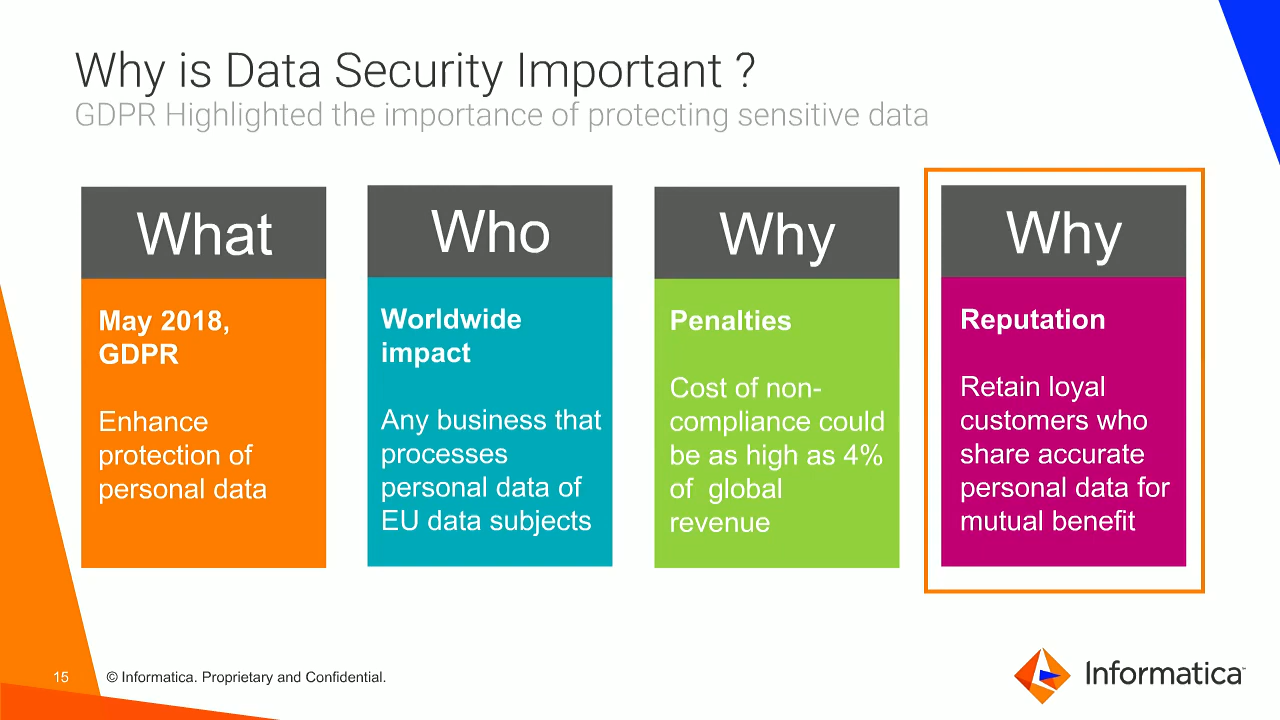 Why is Data Security Important ?
GDPR Highlighted the importance of protecting sensitive data
What
May 2018,
GDPR
Enhance
protection of
personal data
Who
Worldwide
impact
Any business that
processes
personal data of
EU data subjects
Why
Penalties
Cost of non-
compliance could
be as high as 4%
of global
revenue
Why
Reputation
Retain loyal
customers who
share accurate
personal data for
mutual benefit
15
© Informatica. Proprietary and Confidential.
Informatica™